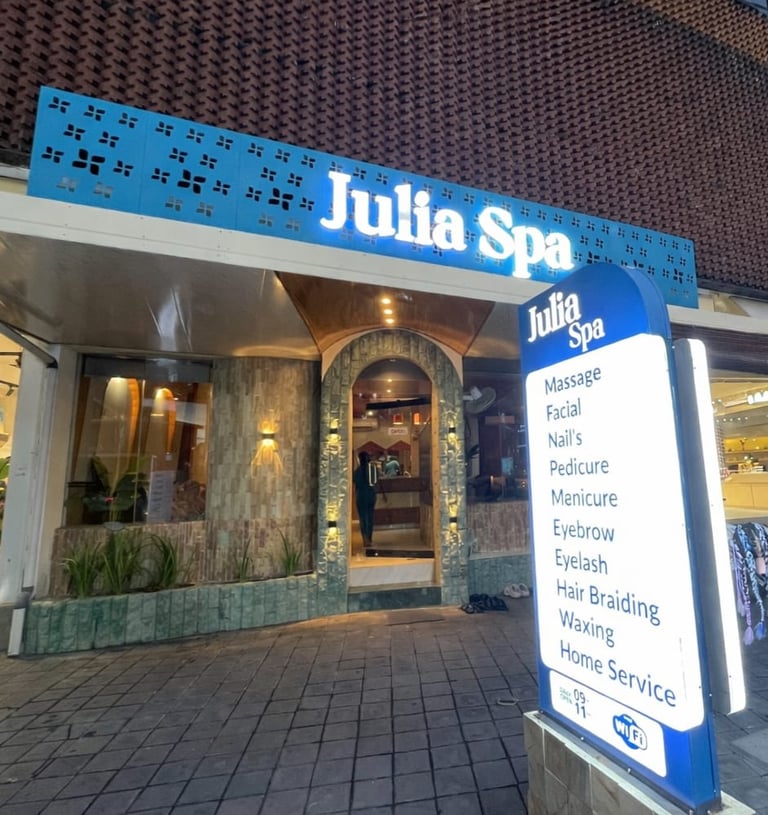 Julia Spa
Julia
Spa
Massage
Facial
Nail's
Pedicure
Menicure
Eyebrow
Eyelash
Hair Braiding
Waxing
Home Service
09
OPEN 11
WiFi